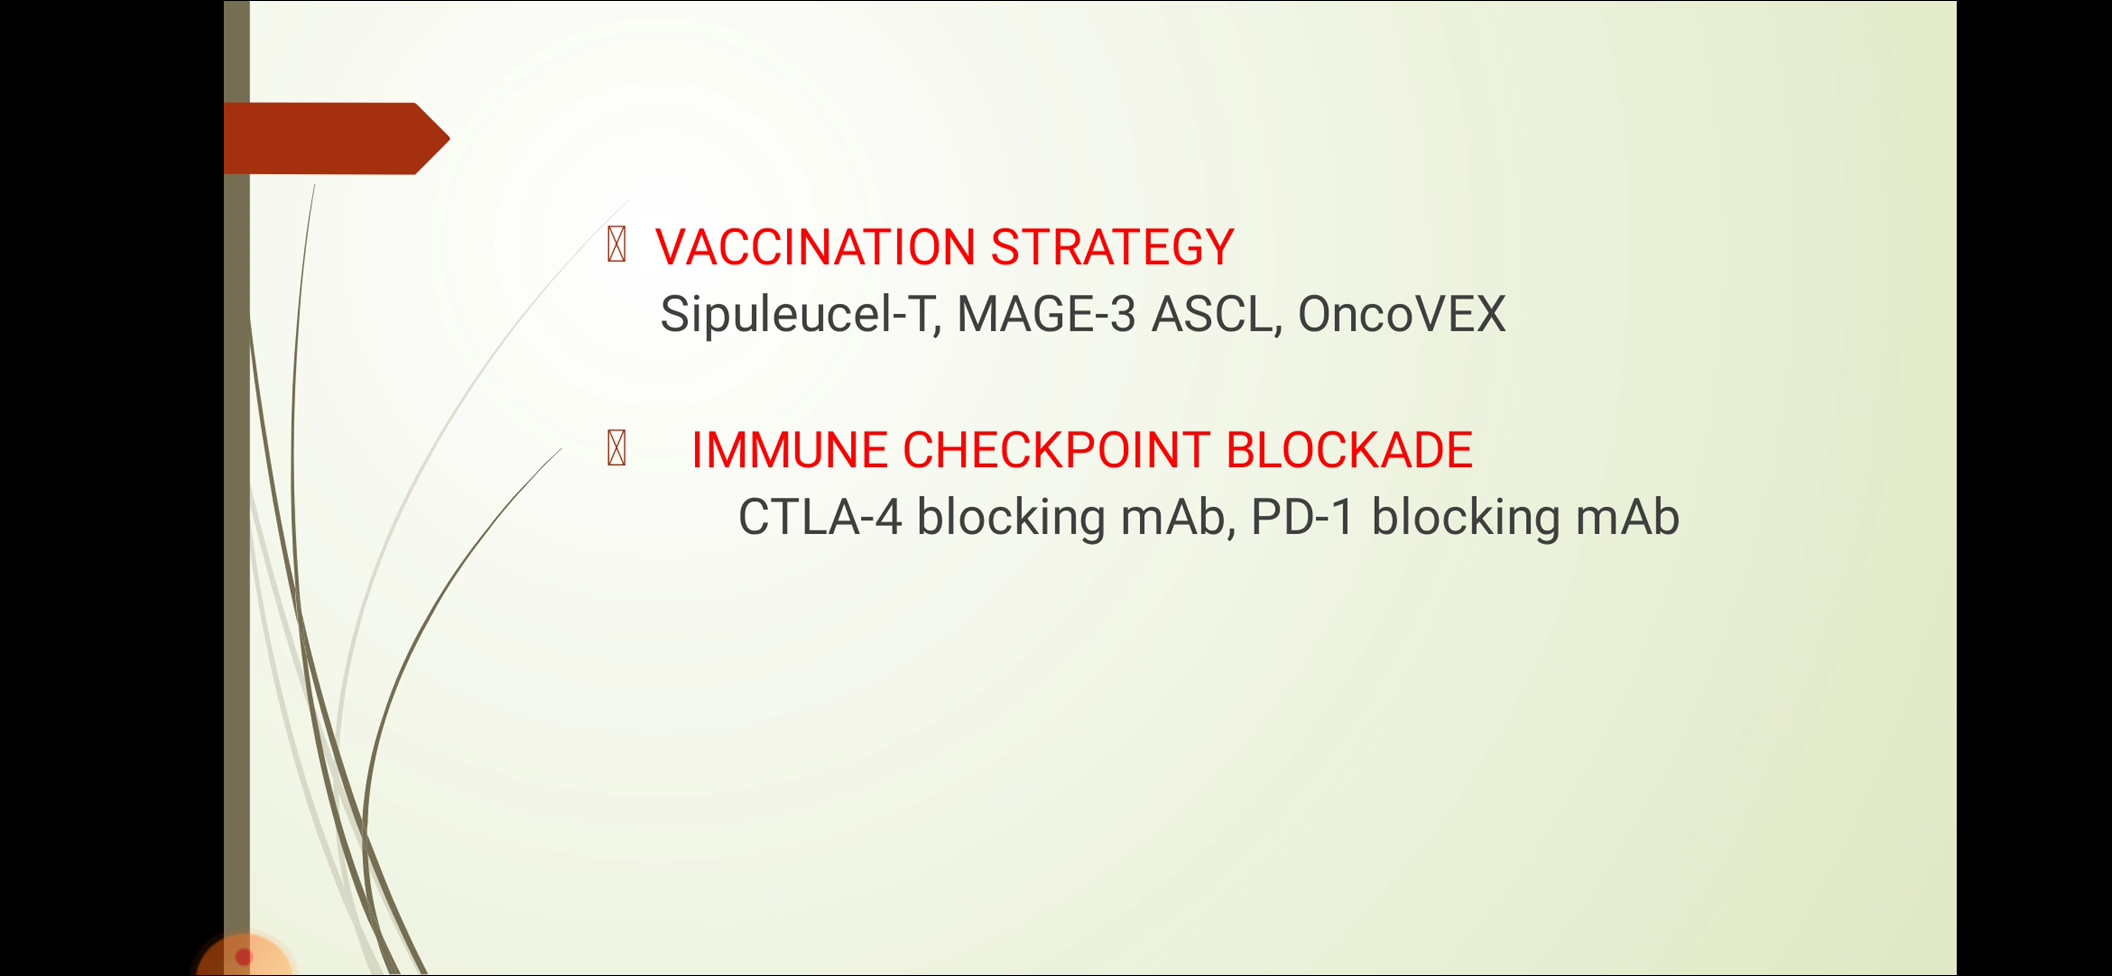 VACCINATION STRATEGY
Sipuleucel-T, MAGE-3 ASCL, OncoVEX
IMMUNE CHECKPOINT BLOCKADE
CTLA-4 blocking mAb, PD-1 blocking mAb